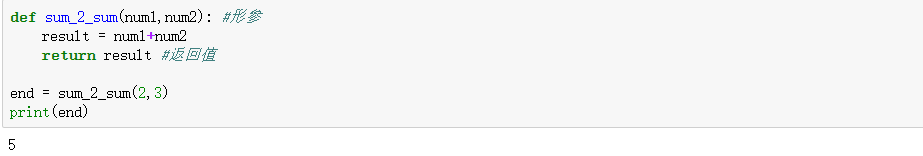 def sum_2_sum(num1,num2): #形参
    result = num1+num2
    return result #返回值
end = sum_2_sum(2,3)
print(end)
5